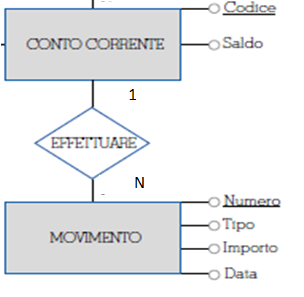 Codice
CONTO CORRENTE
Saldo
1
EFFETTUARE
N
Numero
Tipo
MOVIMENTO
Importo
Data